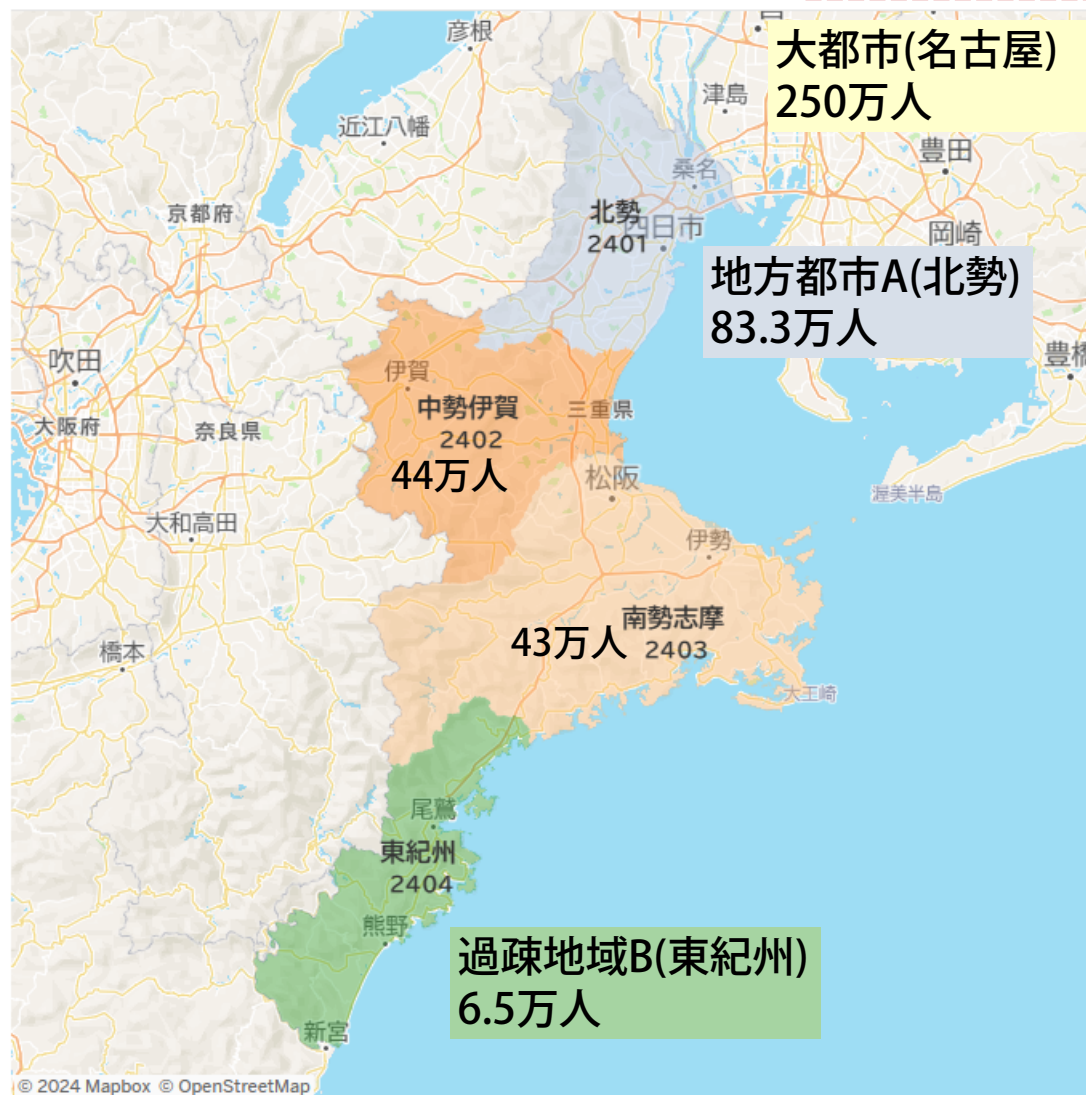 彦根
大都市(名古屋)
250万人
津島
近江八幡
豊田
桑名
京都府
北勢
2401
四日市
岡崎
地方都市A(北勢)
83.3万人
吹田
伊賀
豊橋
中勢伊賀
2402
三重県
大阪府
奈良県
44万人
松阪
渥美半島
大和高田
伊勢
南勢志摩
2403
43万人
橋本
大王崎
尾鷲
東紀州
2404
熊野
過疎地域B(東紀州)
6.5万人
新宮
© 2024 Mapbox © OpenStreetMap